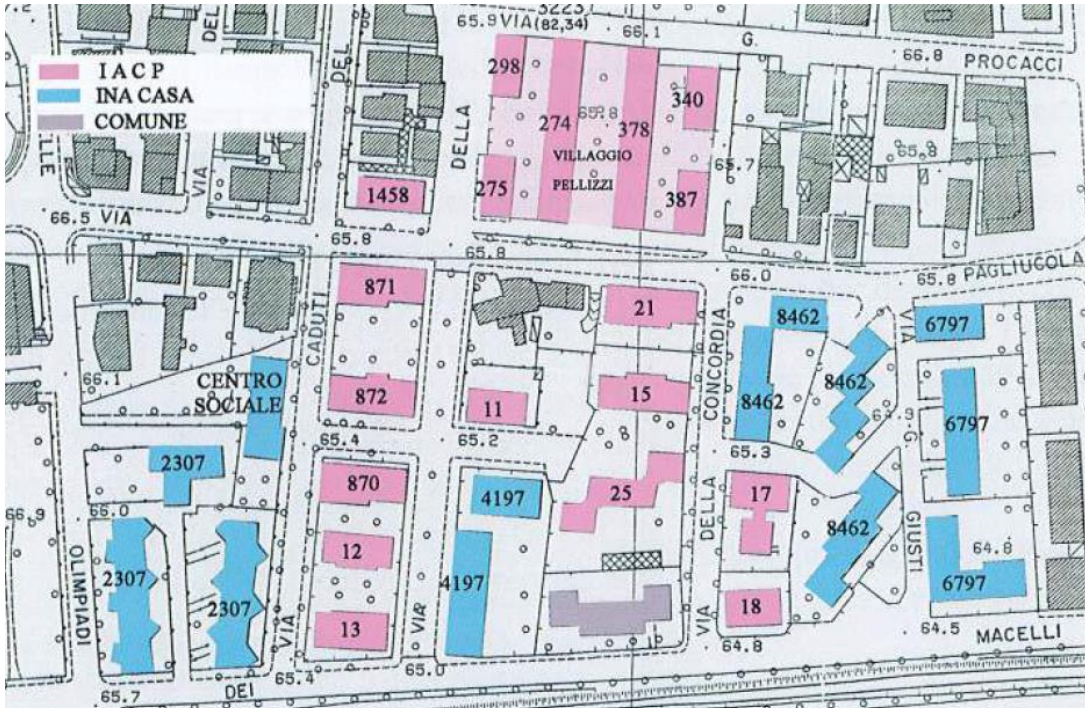 3223
65.9 VIA (82,34)
66.1
G.
66.8
PROCACCI
DEL
I A C P
INA CASA
COMUNE
298
340
65.8
274
378
VILLAGGIO
PELLIZZI
65.7
65.8
DELLA
VIA
1458
275
387
66.5 VIA
65.8
65.8
66.0
65.8 PAGLIUCOLA
871
CADUTI
21
CONCORDIA
8462
VIA
6797
66.1
CENTRO
SOCIALE
872
11
15
8462
8462
64.9
G.
6797
65.4
65.2
65.3
2307
870
4197
25
17
DELLA
8462
GIUSTI
66.9
66.0
OLIMPIADI
2307
2307
12
4197
64.8
6797
13
VIA
VIA
VIA
18
65.7
DEI
65.4
65.0
64.8
64.5
MACELLI